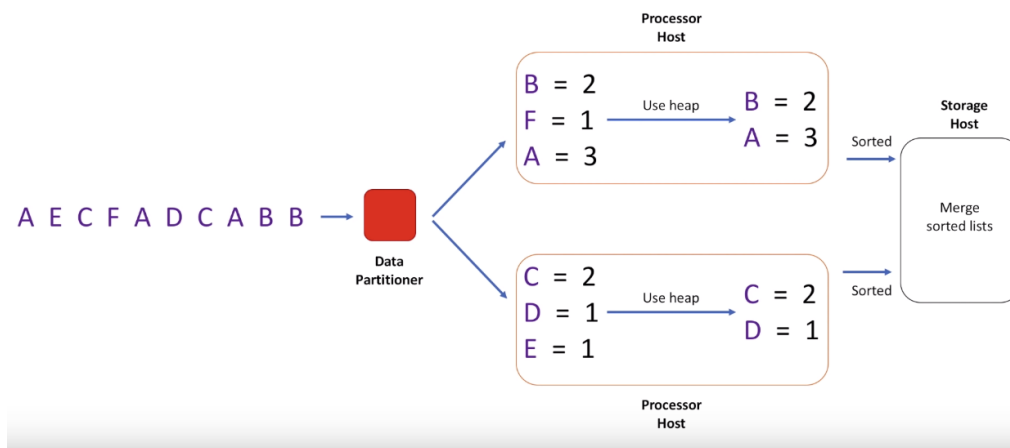 A E C F A D C A B B
Data
Partitioner
Processor
Host
B = 2
F = 1
A = 3
Use heap
B = 2
A = 3
Sorted
C = 2
D = 1
E = 1
Use heap
C = 2
D = 1
Sorted
Processor
Host
Storage
Host
Merge
sorted lists